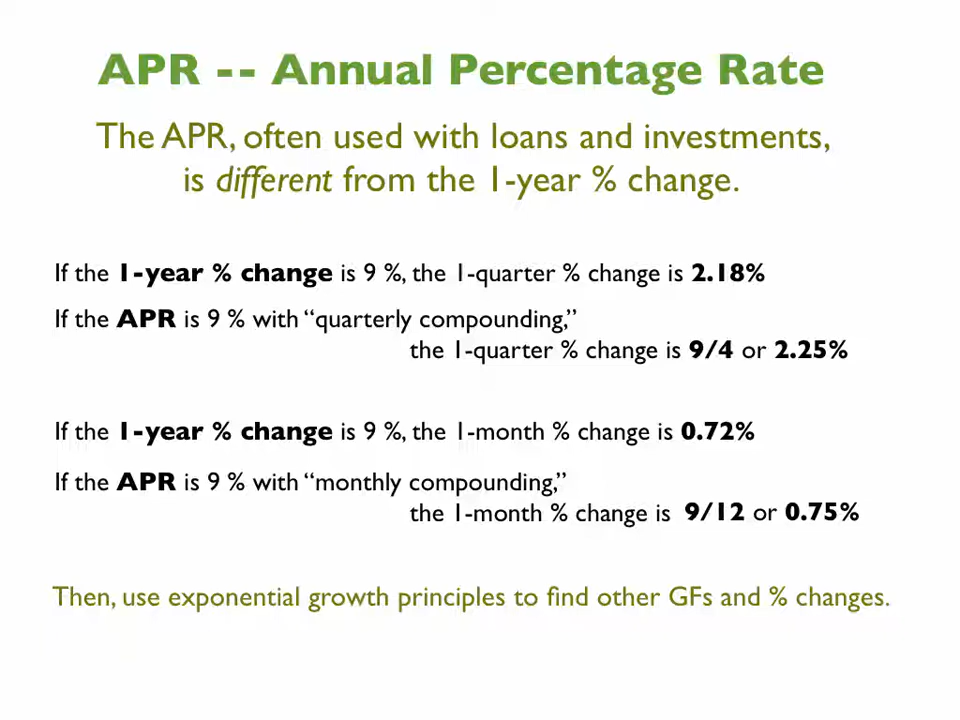 APR -- Annual Percentage Rate
The APR, often used with loans and investments,
is different from the 1-year % change.
If the 1-year % change is 9 %, the 1-quarter % change is 2.18%
If the APR is 9 % with “quarterly compounding,”
the 1-quarter % change is 9/4 or 2.25%
If the 1-year % change is 9 %, the 1-month % change is 0.72%
If the APR is 9 % with “monthly compounding,”
the 1-month % change is 9/12 or 0.75%
Then, use exponential growth principles to find other GFs and % changes.